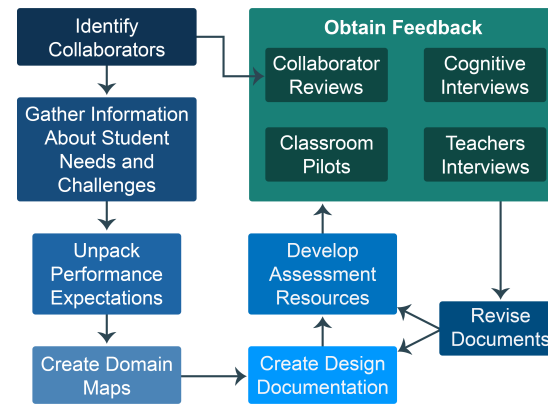 Identify
Collaborators
Gather Information
About Student
Needs and
Challenges
Unpack
Performance
Expectations
Create Domain
Maps
Obtain Feedback
Collaborator
Reviews
Cognitive
Interviews
Classroom
Pilots
Teachers
Interviews
Develop
Assessment
Resources
Create Design
Documentation
Revise
Documents